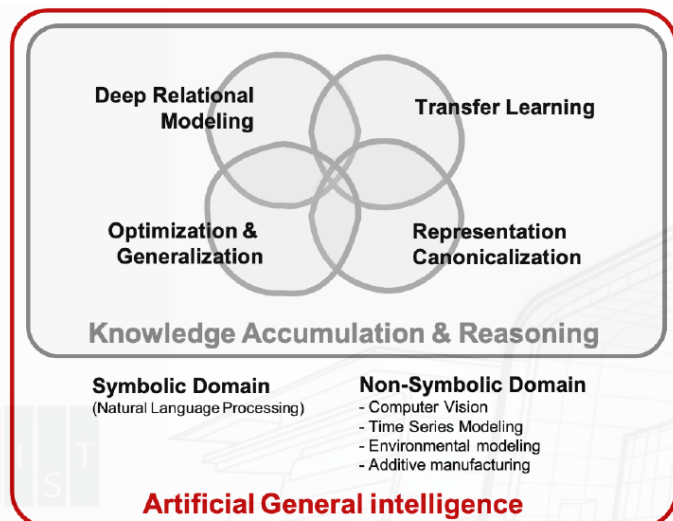 Deep Relational
Modeling
Transfer Learning
Optimization &
Generalization
Representation
Canonicalization
Knowledge Accumulation & Reasoning
Symbolic Domain
(Natural Language Processing)
Non-Symbolic Domain
- Computer Vision
- Time Series Modeling
- Environmental modeling
- Additive manufacturing
Artificial General intelligence